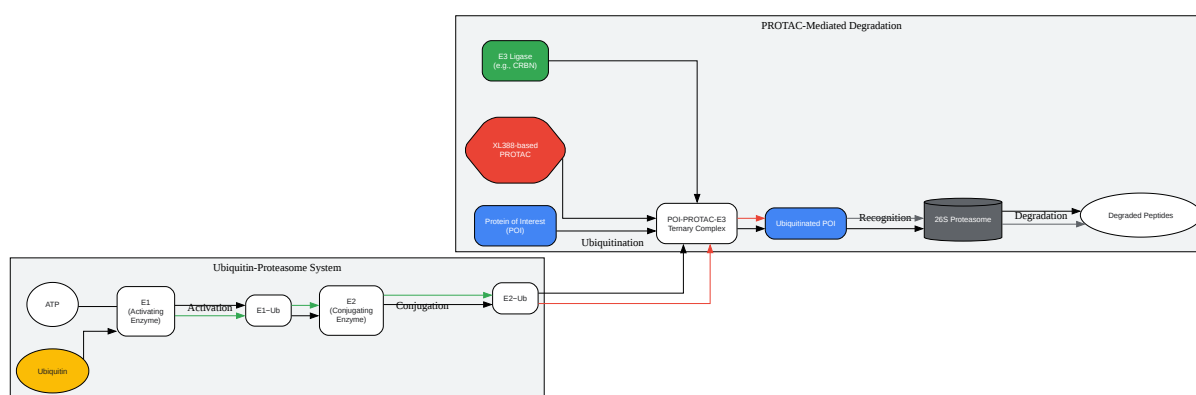 PROTAC-Mediated Degradation
E3 Ligase
(e.g., CRBN)
XL388-based
PROTAC
Protein of Interest
(POI)
Ubiquitination
POI-PROTAC-E3
Ternary Complex
Ubiquitinated POI
Recognition
26S Proteasome
Degradation
Degraded Peptides
Ubiquitin-Proteasome System
ATP
Ubiquitin
E1
(Activating
Enzyme)
Activation
E1~Ub
E2
(Conjugating
Enzyme)
Conjugation
E2~Ub